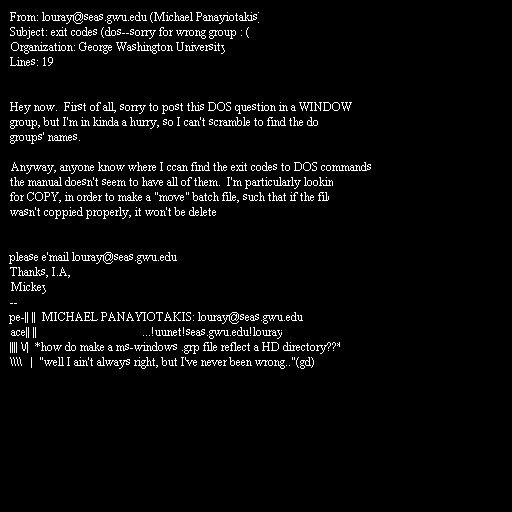 From: louray@seas.gwu.edu (Michael Panayiotakis)
Subject: exit codes (dos--sorry for wrong group : (
Organization: George Washington University
Lines: 19

Hey now.  First of all, sorry to post this DOS question in a WINDOW
group, but I'm in kinda a hurry, so I can't scramble to find the do
groups' names.

Anyway, anyone know where I ccan find the exit codes to DOS commands
the manual doesn't seem to have all of them.  I'm particularly lookin
for COPY, in order to make a "move" batch file, such that if the fil
wasn't coppied properly, it won't be delete

please e'mail louray@seas.gwu.edu
Thanks, I.A,
Mickey
--
pe-|| ||  MICHAEL PANAYIOTAKIS: louray@seas.gwu.edu
ace|| ||                                ...!uunet!seas.gwu.edu!louray
|||| \/|  *how do make a ms-windows .grp file reflect a HD directory??*
\\\\   |  "well I ain't always right, but I've never been wrong.."(gd)